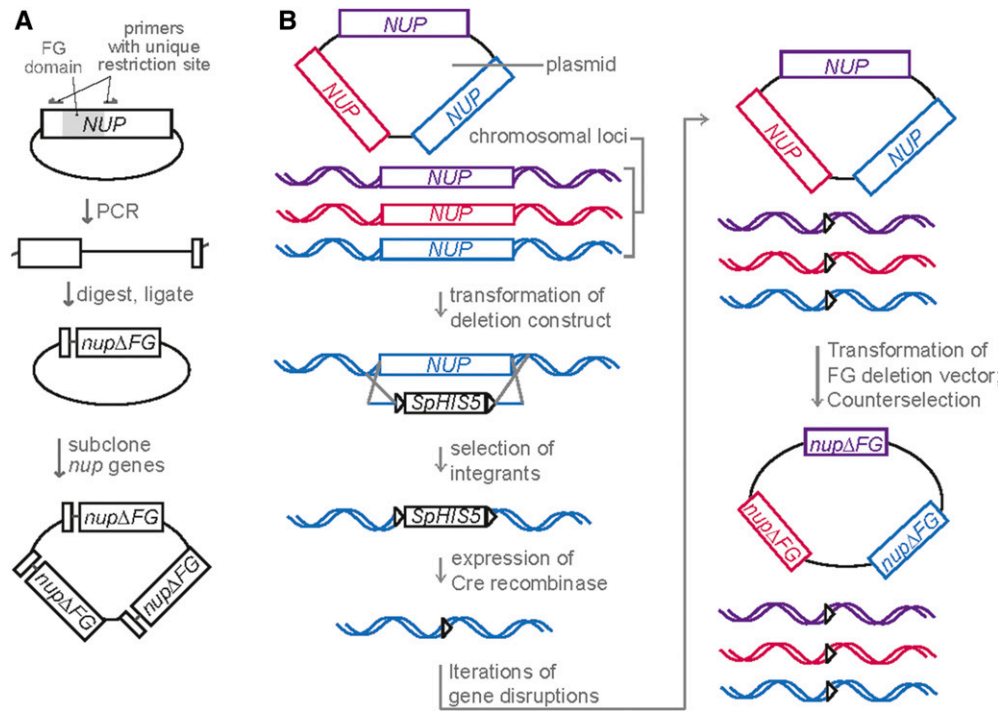 A
primers
with unique
restriction site
FG
domain
NUP
PCR
digest, ligate
nupΔFG
subclone
nup genes
nupΔFG
nupΔFG
nupΔFG
B
NUP
plasmid
NUP
NUP
chromosomal loci
NUP
NUP
NUP
transformation of
deletion construct
NUP
SpHIS5
selection of
integrants
SpHIS5
expression of
Cre recombinase
Iterations of
gene disruptions
NUP
NUP
NUP
Transformation of
FG deletion vector;
Counterselection
nupΔFG
nupΔFG
nupΔFG